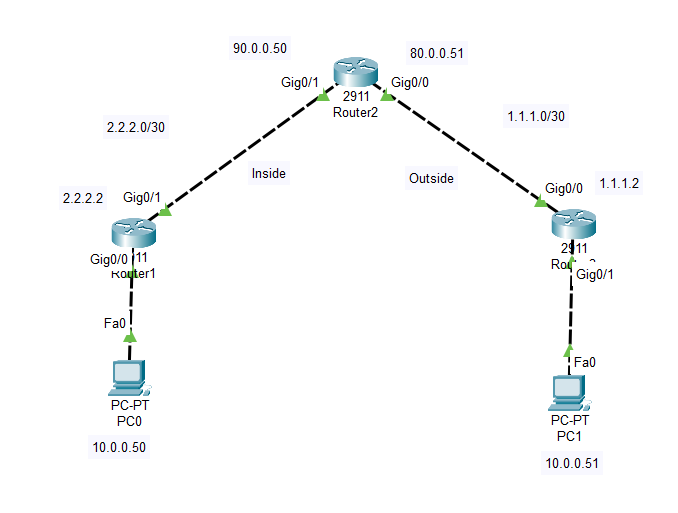 90.0.0.50
80.0.0.51
Gig0/1
Gig0/0
2911
Router2
1.1.1.0/30
2.2.2.0/30
Inside
Outside
2.2.2.2
Gig0/1
Gig0/0
1.1.1.2
Gig0/0
Router1
2911
Gig0/1
Fa0
Fa0
PC-PT
PC0
PC-PT
PC1
10.0.0.50
10.0.0.51